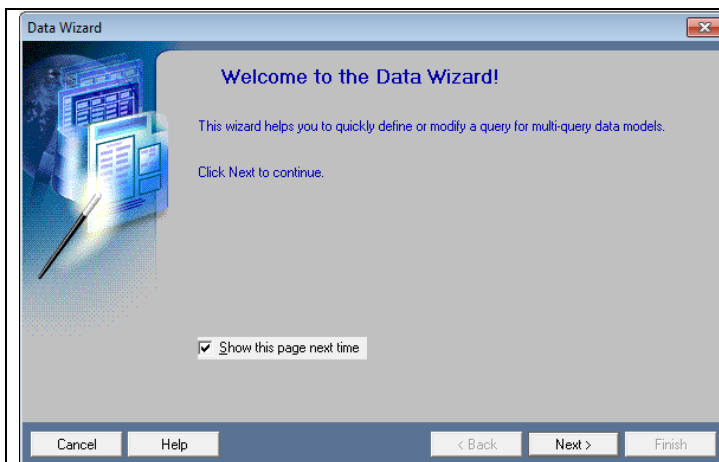 Data Wizard
Welcome to the Data Wizard!
This wizard helps you to quickly define or modify a query for multi-query data models.
Click Next to continue.
Show this page next time
Cancel
Help
< Back
Next >
Finish